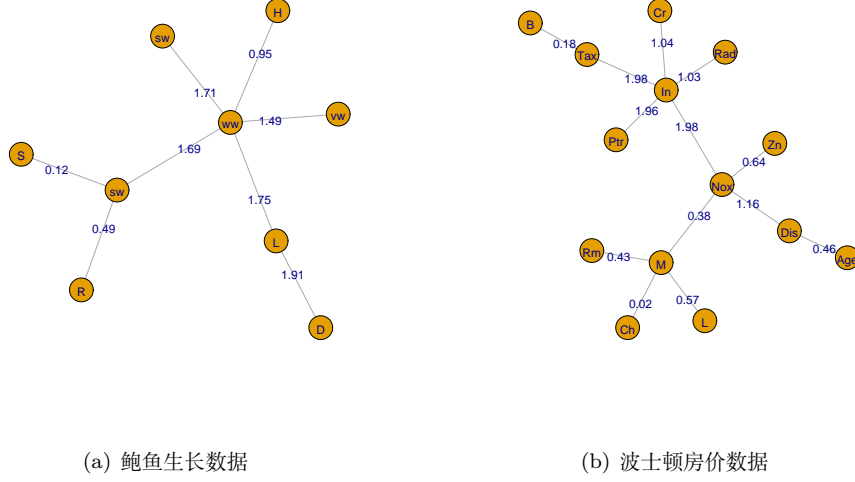 H
sw
0.95
1.71
ww
1.49
vw
S
0.12
1.69
sw
0.49
1.75
R
L
1.91
D
(a) 鲍鱼生长数据
Cr
B
0.18
Tax
1.04
Rad
1.98
1.03
In
1.96
Ptr
1.98
Zn
0.64
Nox
1.16
0.38
Dis
0.46
Age
Rm
0.43
M
0.02
0.57
Ch
L
(b) 波士顿房价数据